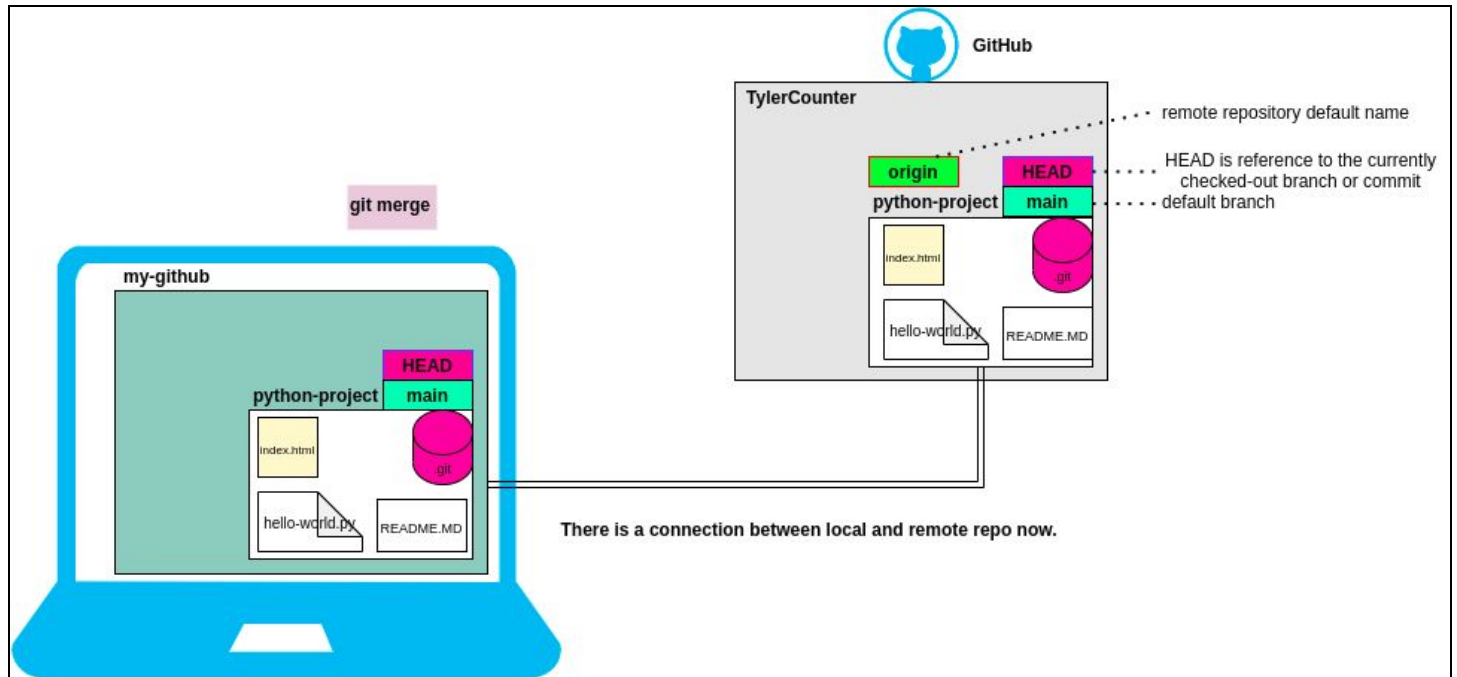 GitHub
TylerCounter
remote repository default name
origin
HEAD
HEAD is reference to the currently
checked-out branch or commit
python-project
main
default branch
index.html
.git
hello-world.py
README.MD
git merge
my-github
HEAD
python-project
main
index.html
.git
hello-world.py
README.MD
There is a connection between local and remote repo now.